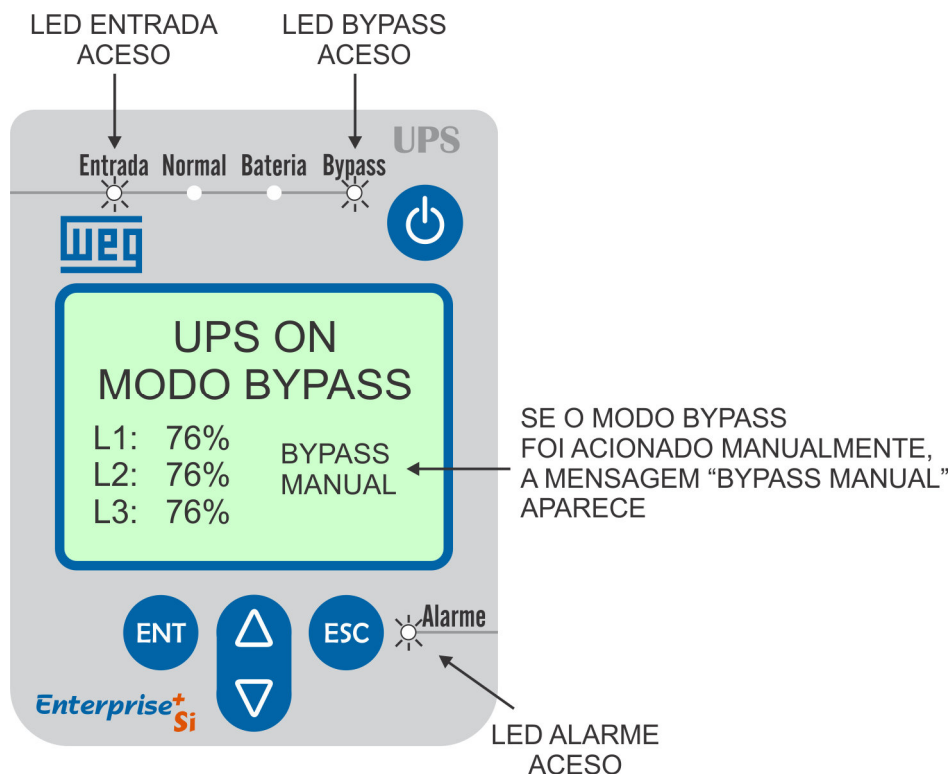 LED ENTRADA
ACESO
LED BYPASS
ACESO
UPS
Entrada Normal Bateria Bypass
weg
UPS ON
MODO BYPASS
L1: 76%
L2: 76%
L3: 76%
BYPASS
MANUAL
SE O MODO BYPASS
FOI ACIONADO MANUALMENTE,
A MENSAGEM “BYPASS MANUAL”
APARECE
ENT
ESC
Alarme
Enterprise+
Si
LED ALARME
ACESO